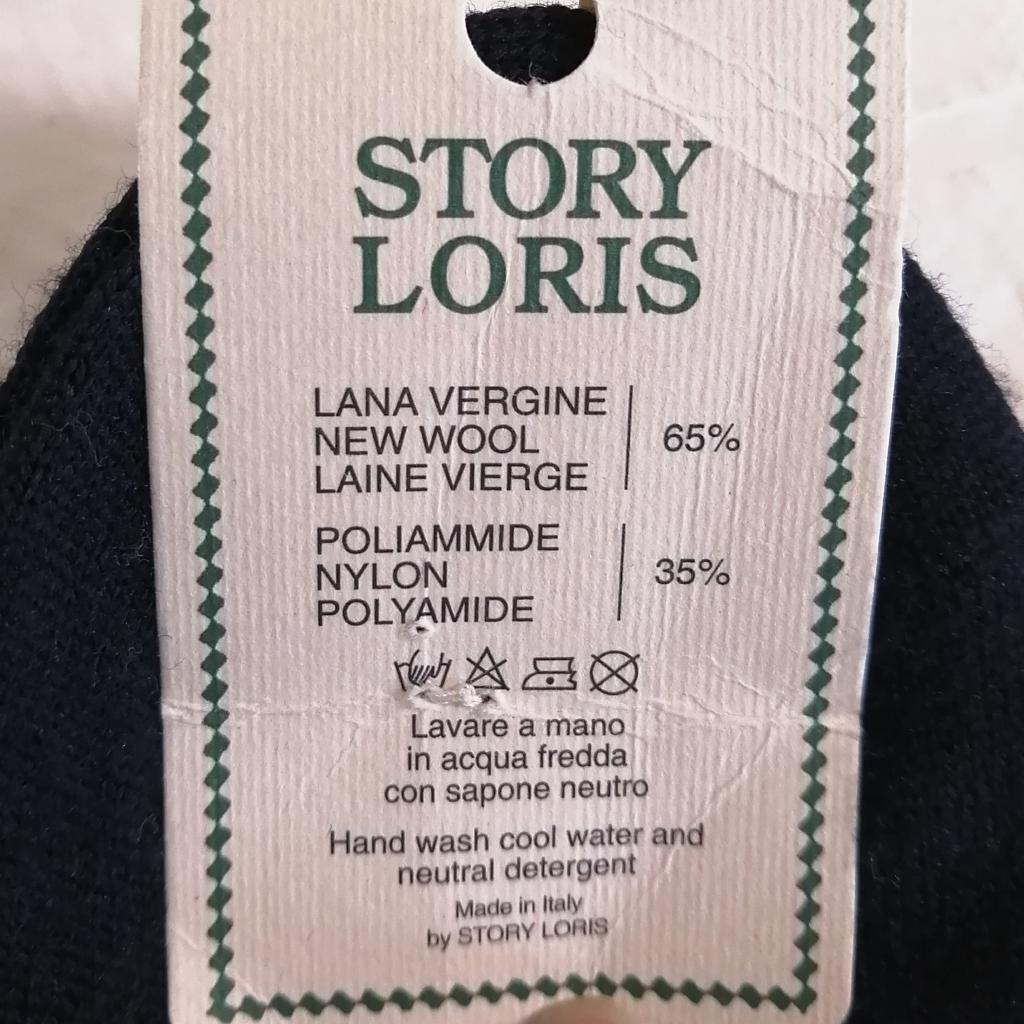 STORY
LORIS
LANA VERGINE
NEW WOOL
LAINE VIERGE
65%
POLIAMMIDE
NYLON
POLYAMIDE
35%
Lavare a mano
in acqua fredda
con sapone neutro
Hand wash cool water and
neutral detergent
Made in Italy
by STORY LORIS